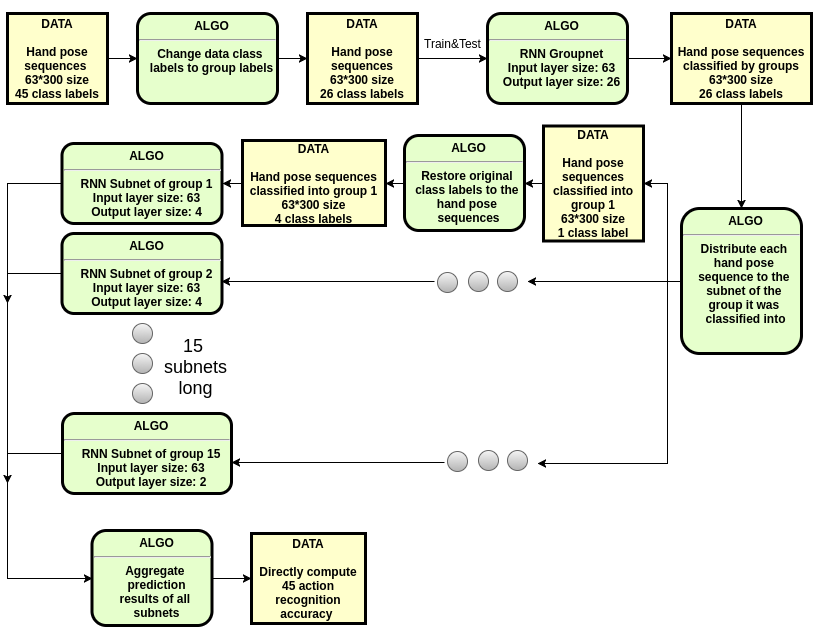 DATA
Hand pose
sequences
63*300 size
45 class labels
ALGO
Change data class
labels to group labels
DATA
Hand pose
sequences
63*300 size
26 class labels
Train&Test
ALGO
RNN Groupnet
Input layer size: 63
Output layer size: 26
DATA
Hand pose sequences
classified by groups
63*300 size
26 class labels
ALGO
Distribute each
hand pose
sequence to the
subnet of the
group it was
classified into
DATA
Hand pose
sequences
classified into
group 1
63*300 size
1 class label
ALGO
Restore original
class labels to the
hand pose
sequences
DATA
Hand pose sequences
classified into group 1
63*300 size
4 class labels
ALGO
RNN Subnet of group 1
Input layer size: 63
Output layer size: 4
ALGO
RNN Subnet of group 2
Input layer size: 63
Output layer size: 4
15
subnets
long
ALGO
RNN Subnet of group 15
Input layer size: 63
Output layer size: 2
ALGO
Aggregate
prediction
results of all
subnets
DATA
Directly compute
45 action
recognition
accuracy